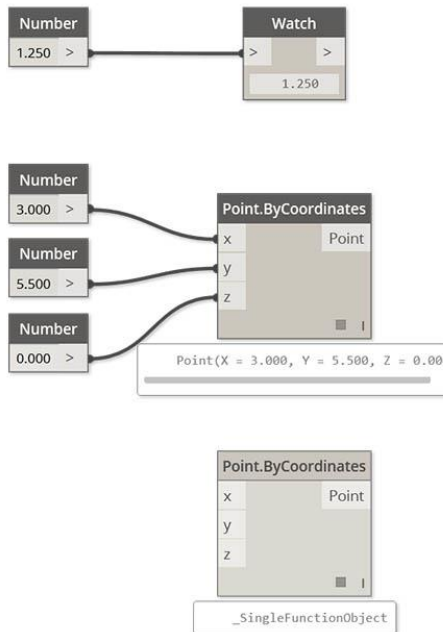 Number
1.250 >
Watch
> >
1.250
Number
3.000 >
Number
5.500 >
Number
0.000 >
Point.ByCoordinates
x Point
y
z
I
Point(X = 3.000, Y = 5.500, Z = 0.00
Point.ByCoordinates
x Point
y
z
I
_SingleFunctionObject